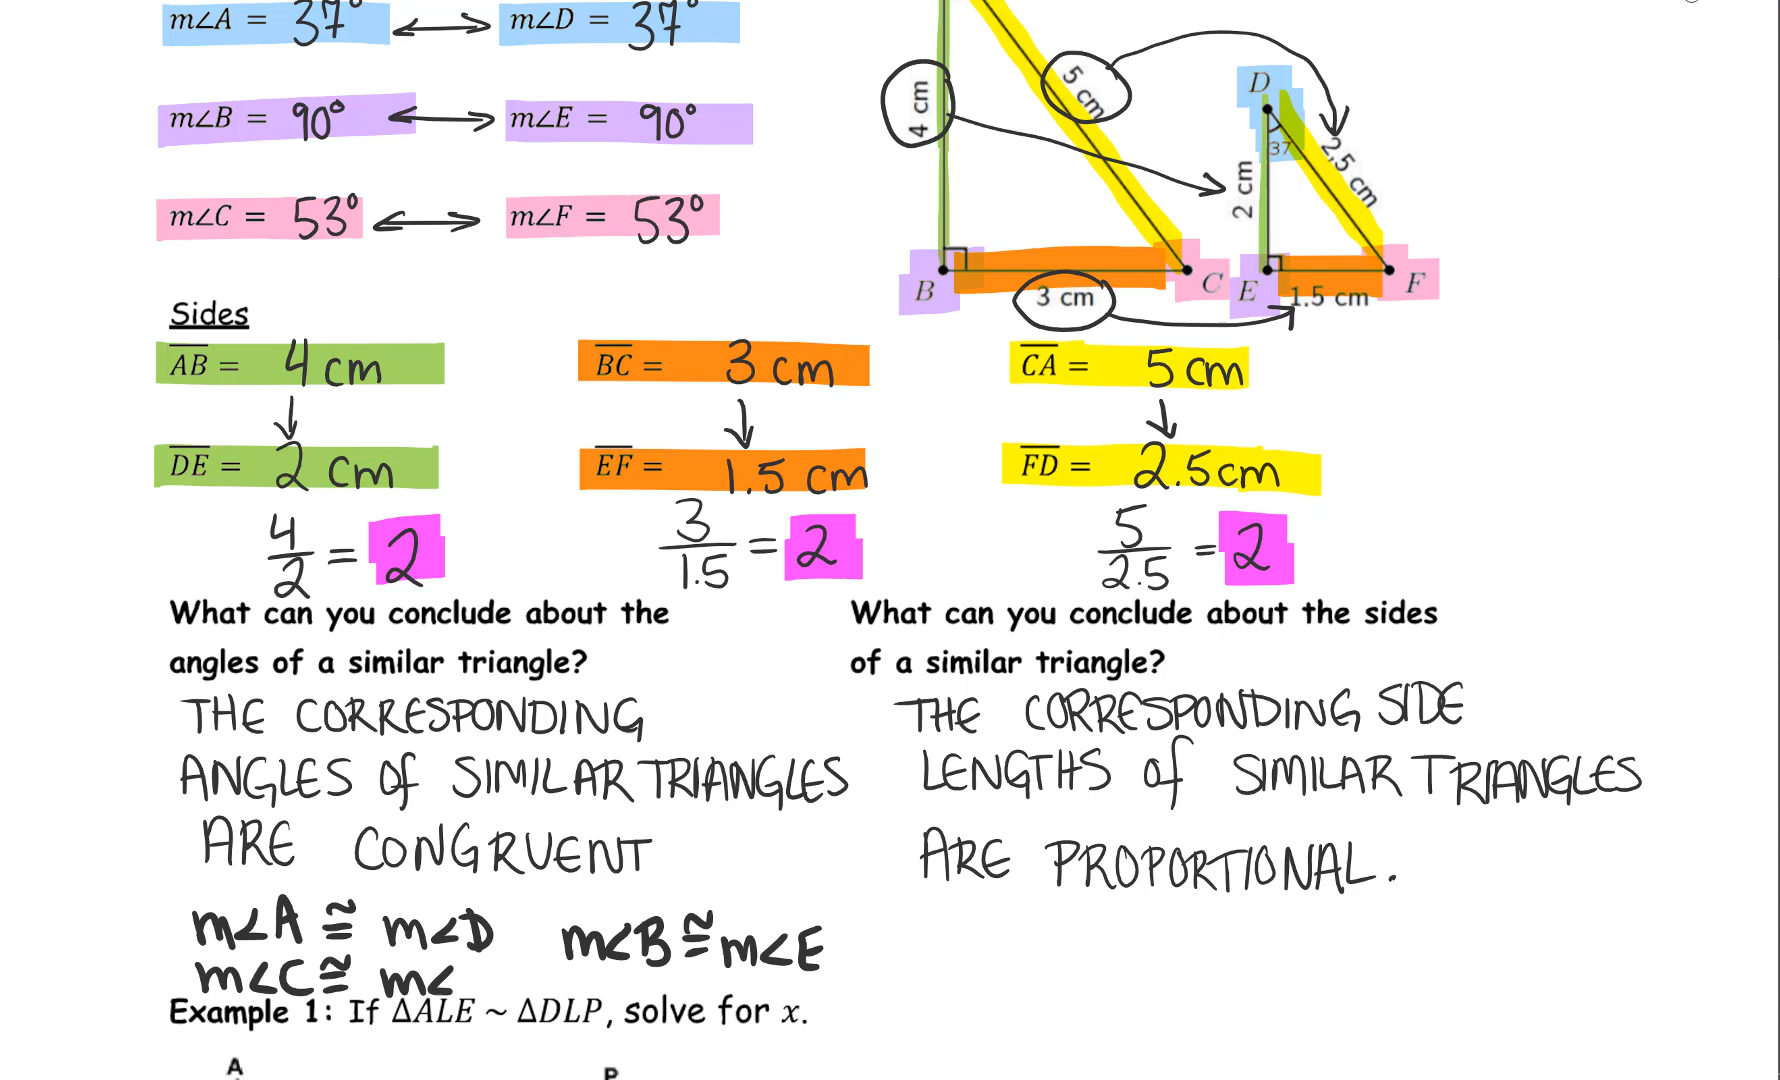 m∠A = 37° ⟷ m∠D = 37°
m∠B = 90° ⟷ m∠E = 90°
m∠C = 53° ⟷ m∠F = 53°
4 cm
5 cm
3 cm
B
C
D
37
2 cm
2,5 cm
E
1.5 cm
F
Sides
AB = 4 cm
BC = 3 cm
CA = 5 cm
DE = 2 cm
EF = 1.5 cm
FD = 2.5cm
4/2 = 2
3/1.5 = 2
5/2.5 = 2
What can you conclude about the
angles of a similar triangle?
THE CORRESPONDING
ANGLES of SIMILAR TRIANGLES
ARE CONGRUENT
m∠A ≅ m∠D m∠B ≅ m∠E
m∠C ≅ m∠
What can you conclude about the sides
of a similar triangle?
THE CORRESPONDING SIDE
LENGTHS of SIMILAR TRIANGLES
ARE PROPORTIONAL.
Example 1: If ΔALE ~ ΔDLP, solve for x.
A